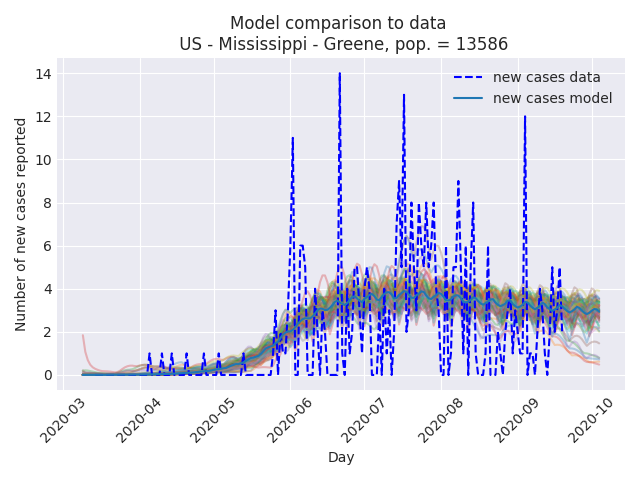 Model comparison to data
US - Mississippi - Greene, pop. = 13586
new cases data
new cases model
Number of new cases reported
14
12
10
8
6
4
2
0
2020-03
2020-04
2020-05
2020-06
2020-07
2020-08
2020-09
2020-10
Day